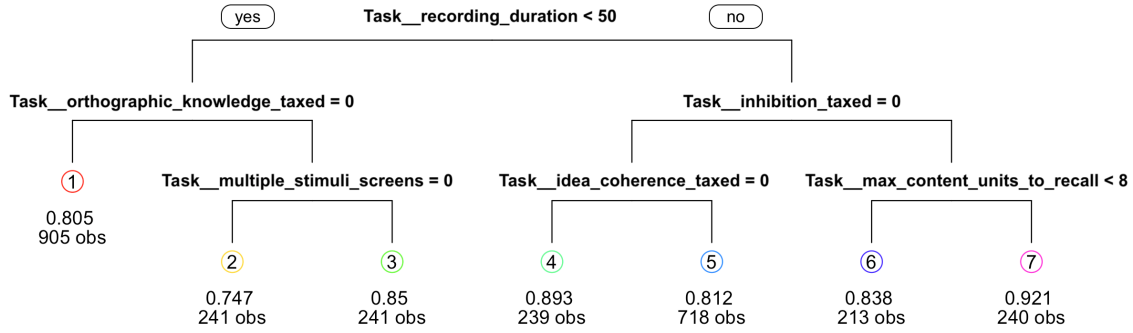 yes Task__recording_duration < 50 no
Task__orthographic_knowledge_taxed = 0 Task__inhibition_taxed = 0
1 Task__multiple_stimuli_screens = 0 Task__idea_coherence_taxed = 0 Task__max_content_units_to_recall < 8
0.805
905 obs
2 3 4 5 6 7
0.747 0.85 0.893 0.812 0.838 0.921
241 obs 241 obs 239 obs 718 obs 213 obs 240 obs